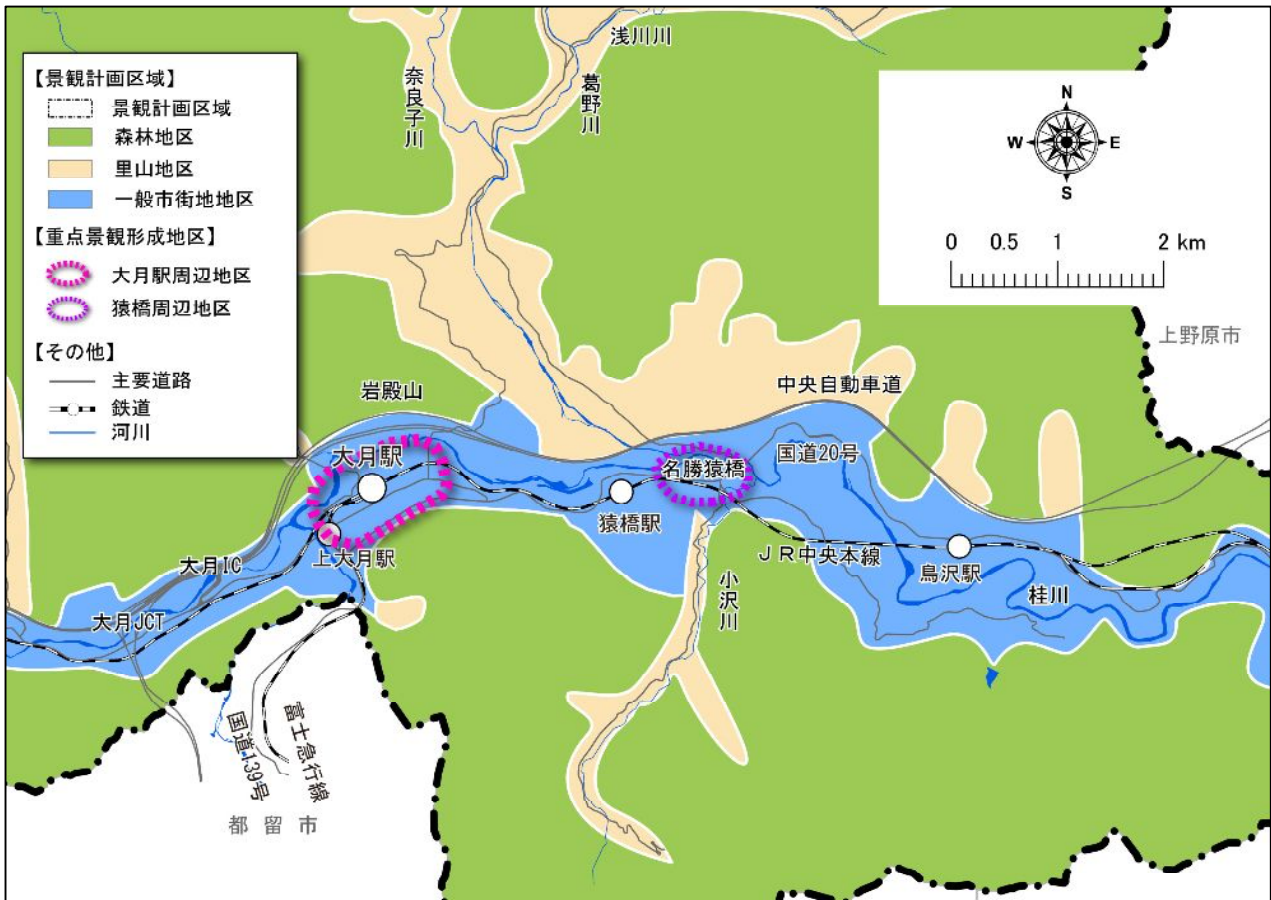 【景観計画区域】
景観計画区域
森林地区
里山地区
一般市街地地区
【重点景観形成地区】
大月駅周辺地区
猿橋周辺地区
【その他】
主要道路
鉄道
河川
浅川川
奈良子川
葛野川
N
W
E
S
0 0.5 1 2 km
上野原市
岩殿山
中央自動車道
大月駅
名勝猿橋
国道20号
猿橋駅
上大月駅
大月IC
JR中央本線
鳥沢駅
小沢川
桂川
大月JCT
国道139号
富士急行線
都留市